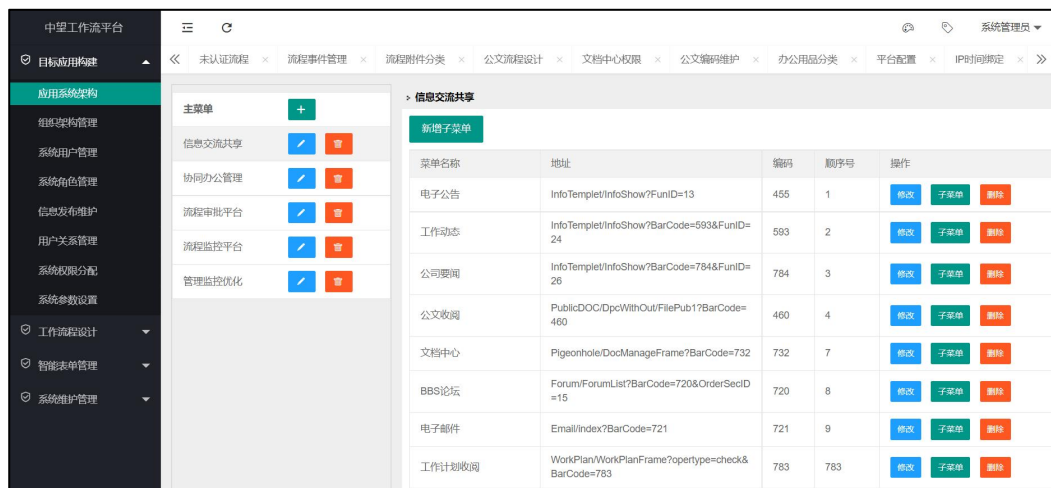 中望工作流平台
系统管理员
目标应用构建
未认证流程 × 流程事件管理 × 流程附件分类 × 公文流程设计 × 文档中心权限 × 公文编码维护 × 办公用品分类 × 平台配置 × IP时间绑定 ×
应用系统架构
组织架构管理
系统用户管理
系统角色管理
信息发布维护
用户关系管理
系统权限分配
系统参数设置
工作流程设计
智能表单管理
系统维护管理
主菜单 +
信息交流共享
协同办公管理
流程审批平台
流程监控平台
管理监控优化
> 信息交流共享
新增子菜单
菜单名称 地址 编码 顺序号 操作
电子公告 InfoTemplet/InfoShow?FunID=13 455 1 修改 子菜单 删除
工作动态 InfoTemplet/InfoShow?BarCode=593&FunID=
24 593 2 修改 子菜单 删除
公司要闻 InfoTemplet/InfoShow?BarCode=784&FunID=
26 784 3 修改 子菜单 删除
公文收阅 PublicDOC/DpcWithOut/FilePub1?BarCode=
460 460 4 修改 子菜单 删除
文档中心 Pigeonhole/DocManageFrame?BarCode=732 732 7 修改 子菜单 删除
BBS论坛 Forum/ForumList?BarCode=720&OrderSecID
=15 720 8 修改 子菜单 删除
电子邮件 Email/index?BarCode=721 721 9 修改 子菜单 删除
工作计划收阅 WorkPlan/WorkPlanFrame?opertype=check&
BarCode=783 783 783 修改 子菜单 删除